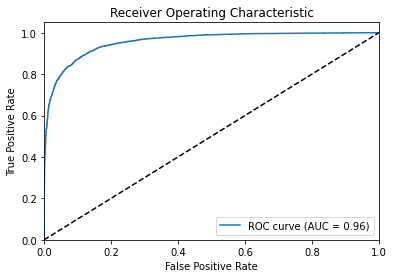 Receiver Operating Characteristic
True Positive Rate
1.0
0.8
0.6
0.4
0.2
0.0
ROC curve (AUC = 0.96)
0.0 0.2 0.4 0.6 0.8 1.0
False Positive Rate